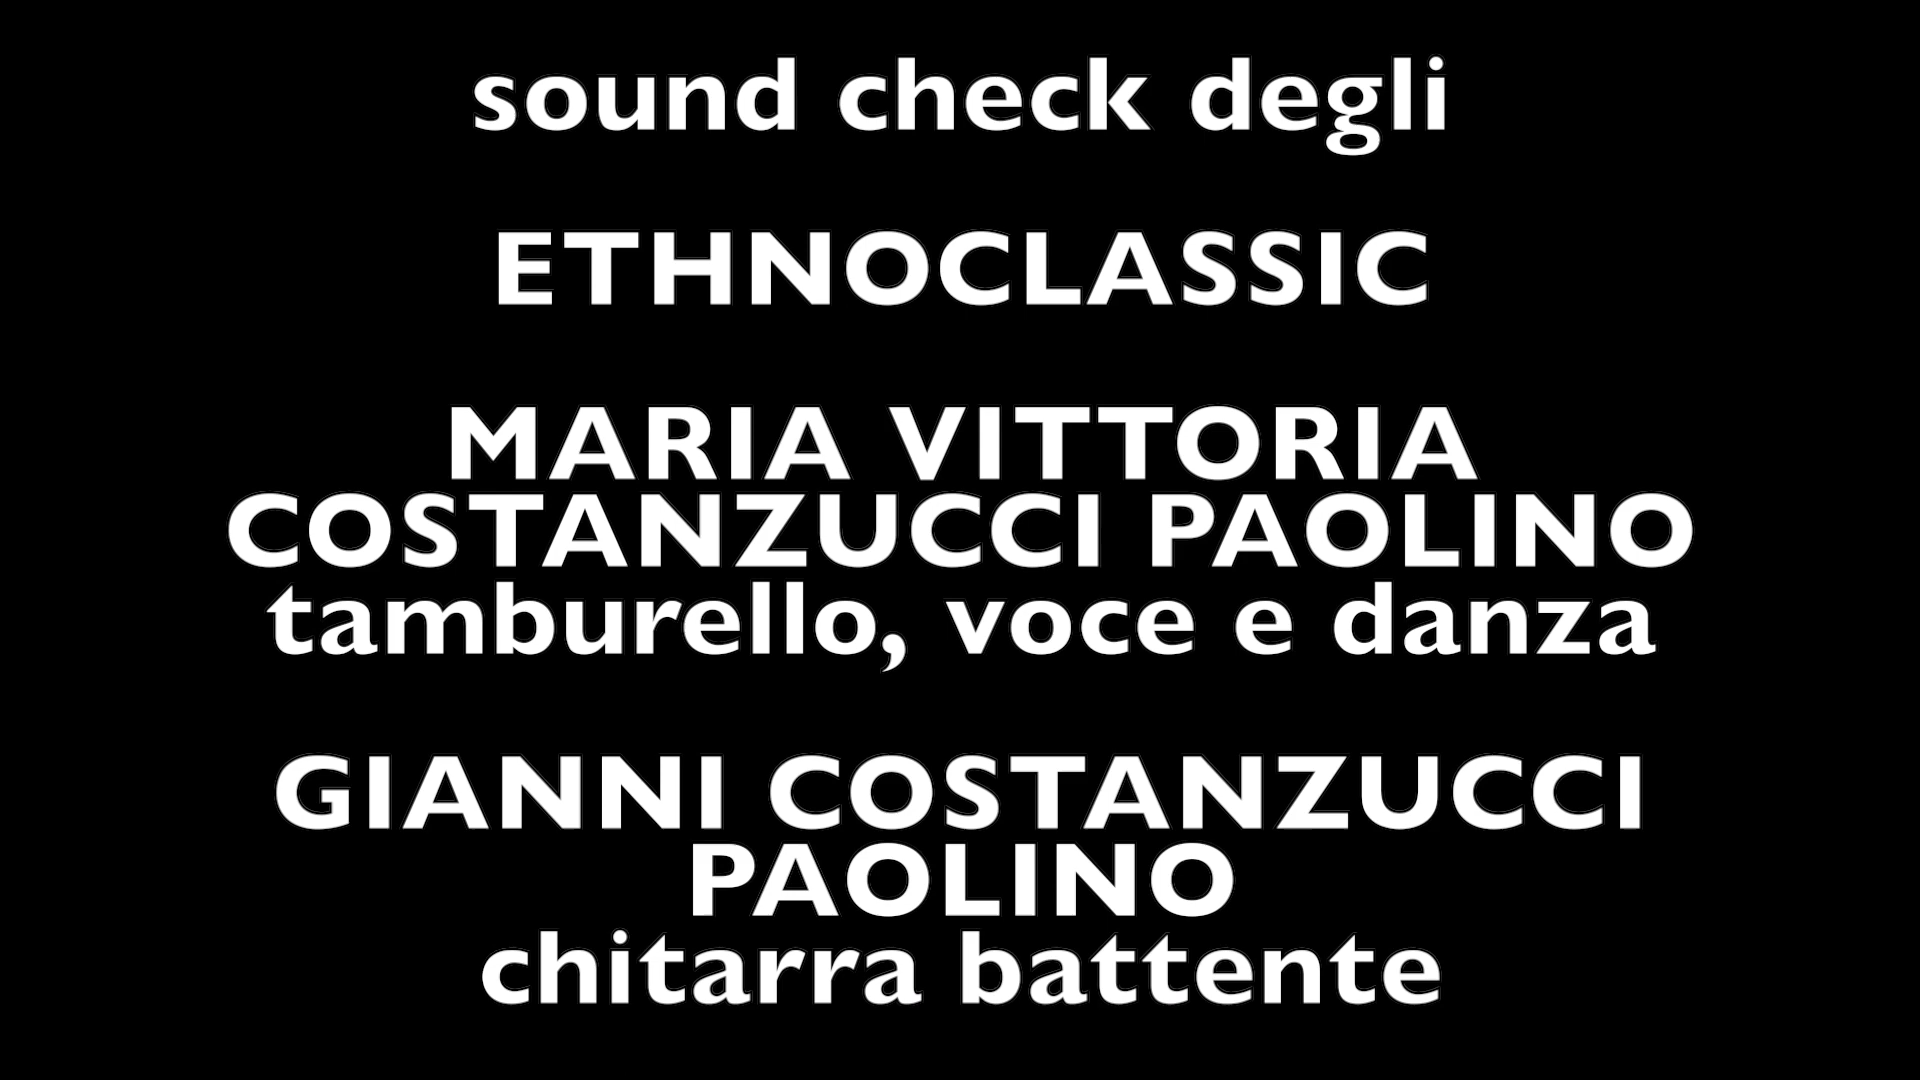 sound check degli
ETHNOCLASSIC
MARIA VITTORIA
COSTANZUCCI PAOLINO
tamburello, voce e danza
GIANNI COSTANZUCCI
PAOLINO
chitarra battente